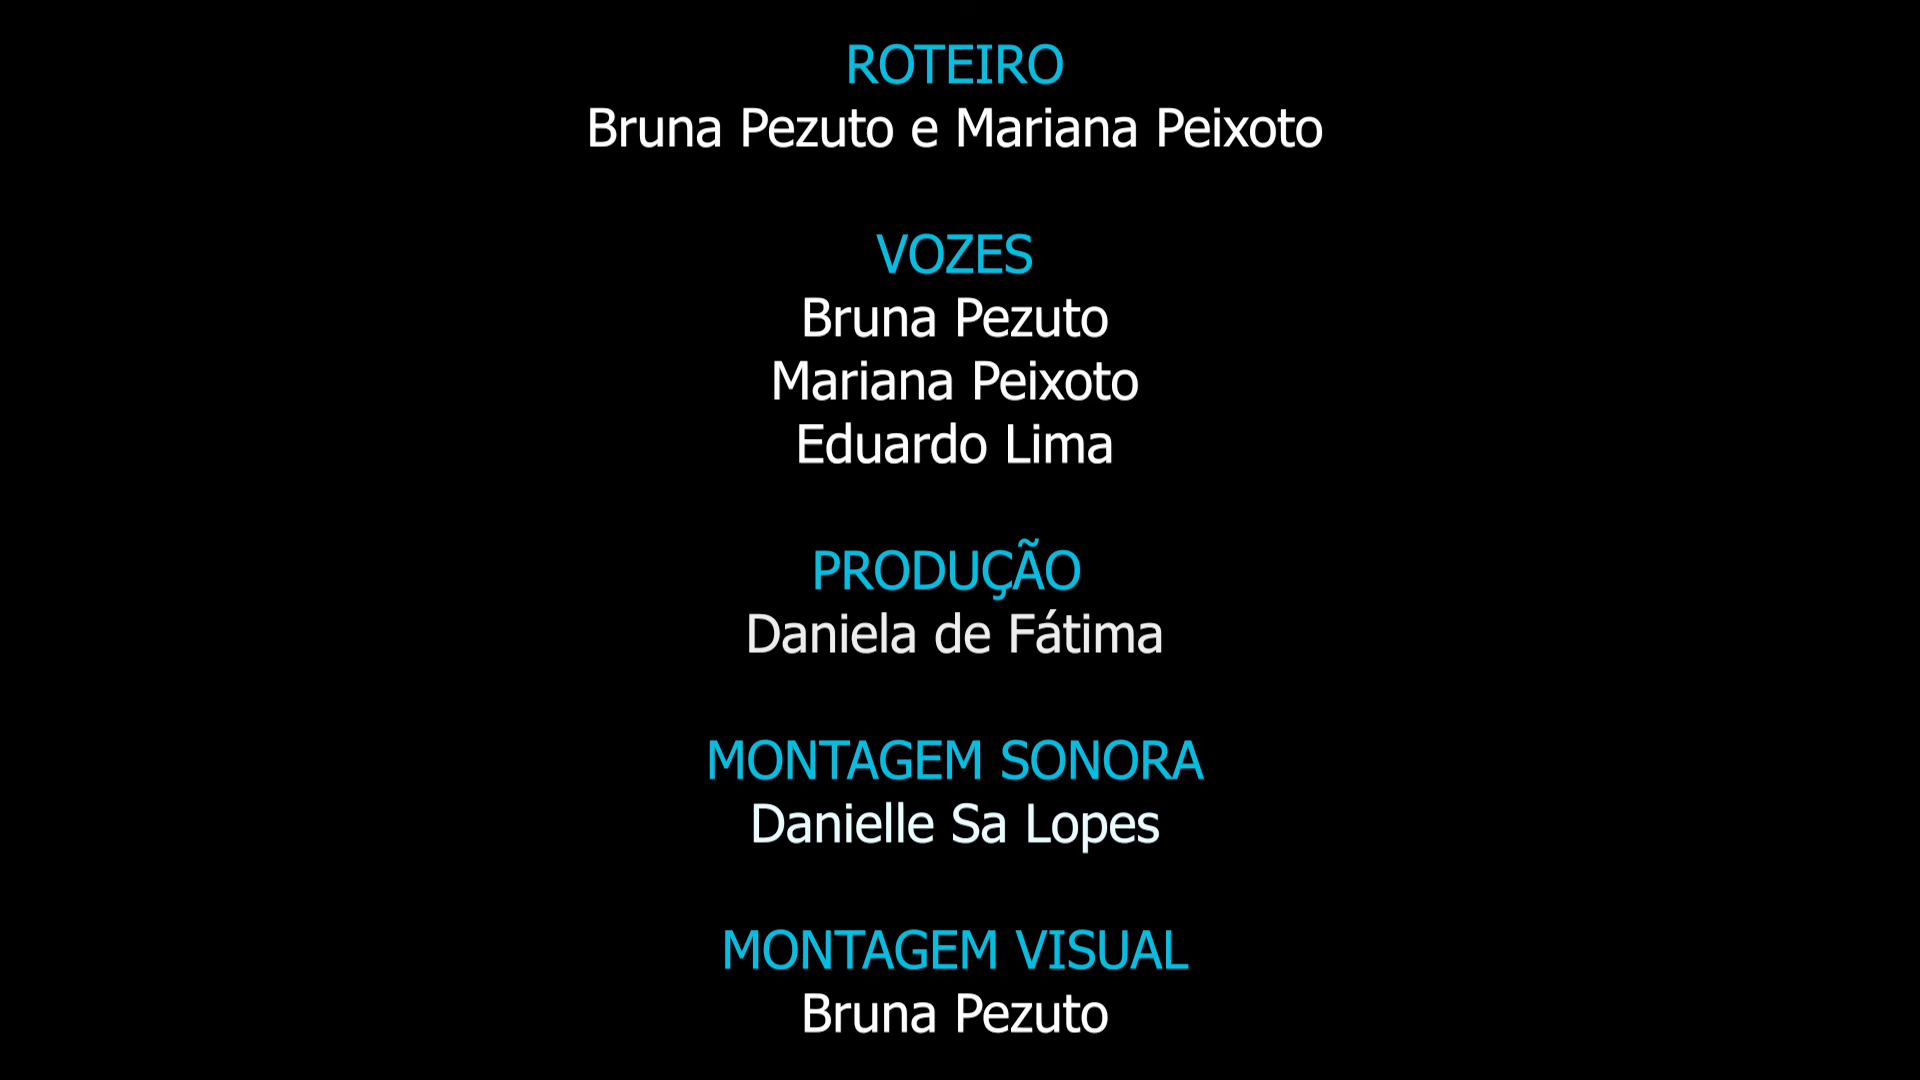 ROTEIRO
Bruna Pezuto e Mariana Peixoto
VOZES
Bruna Pezuto
Mariana Peixoto
Eduardo Lima
PRODUÇÃO
Daniela de Fátima
MONTAGEM SONORA
Danielle Sa Lopes
MONTAGEM VISUAL
Bruna Pezuto